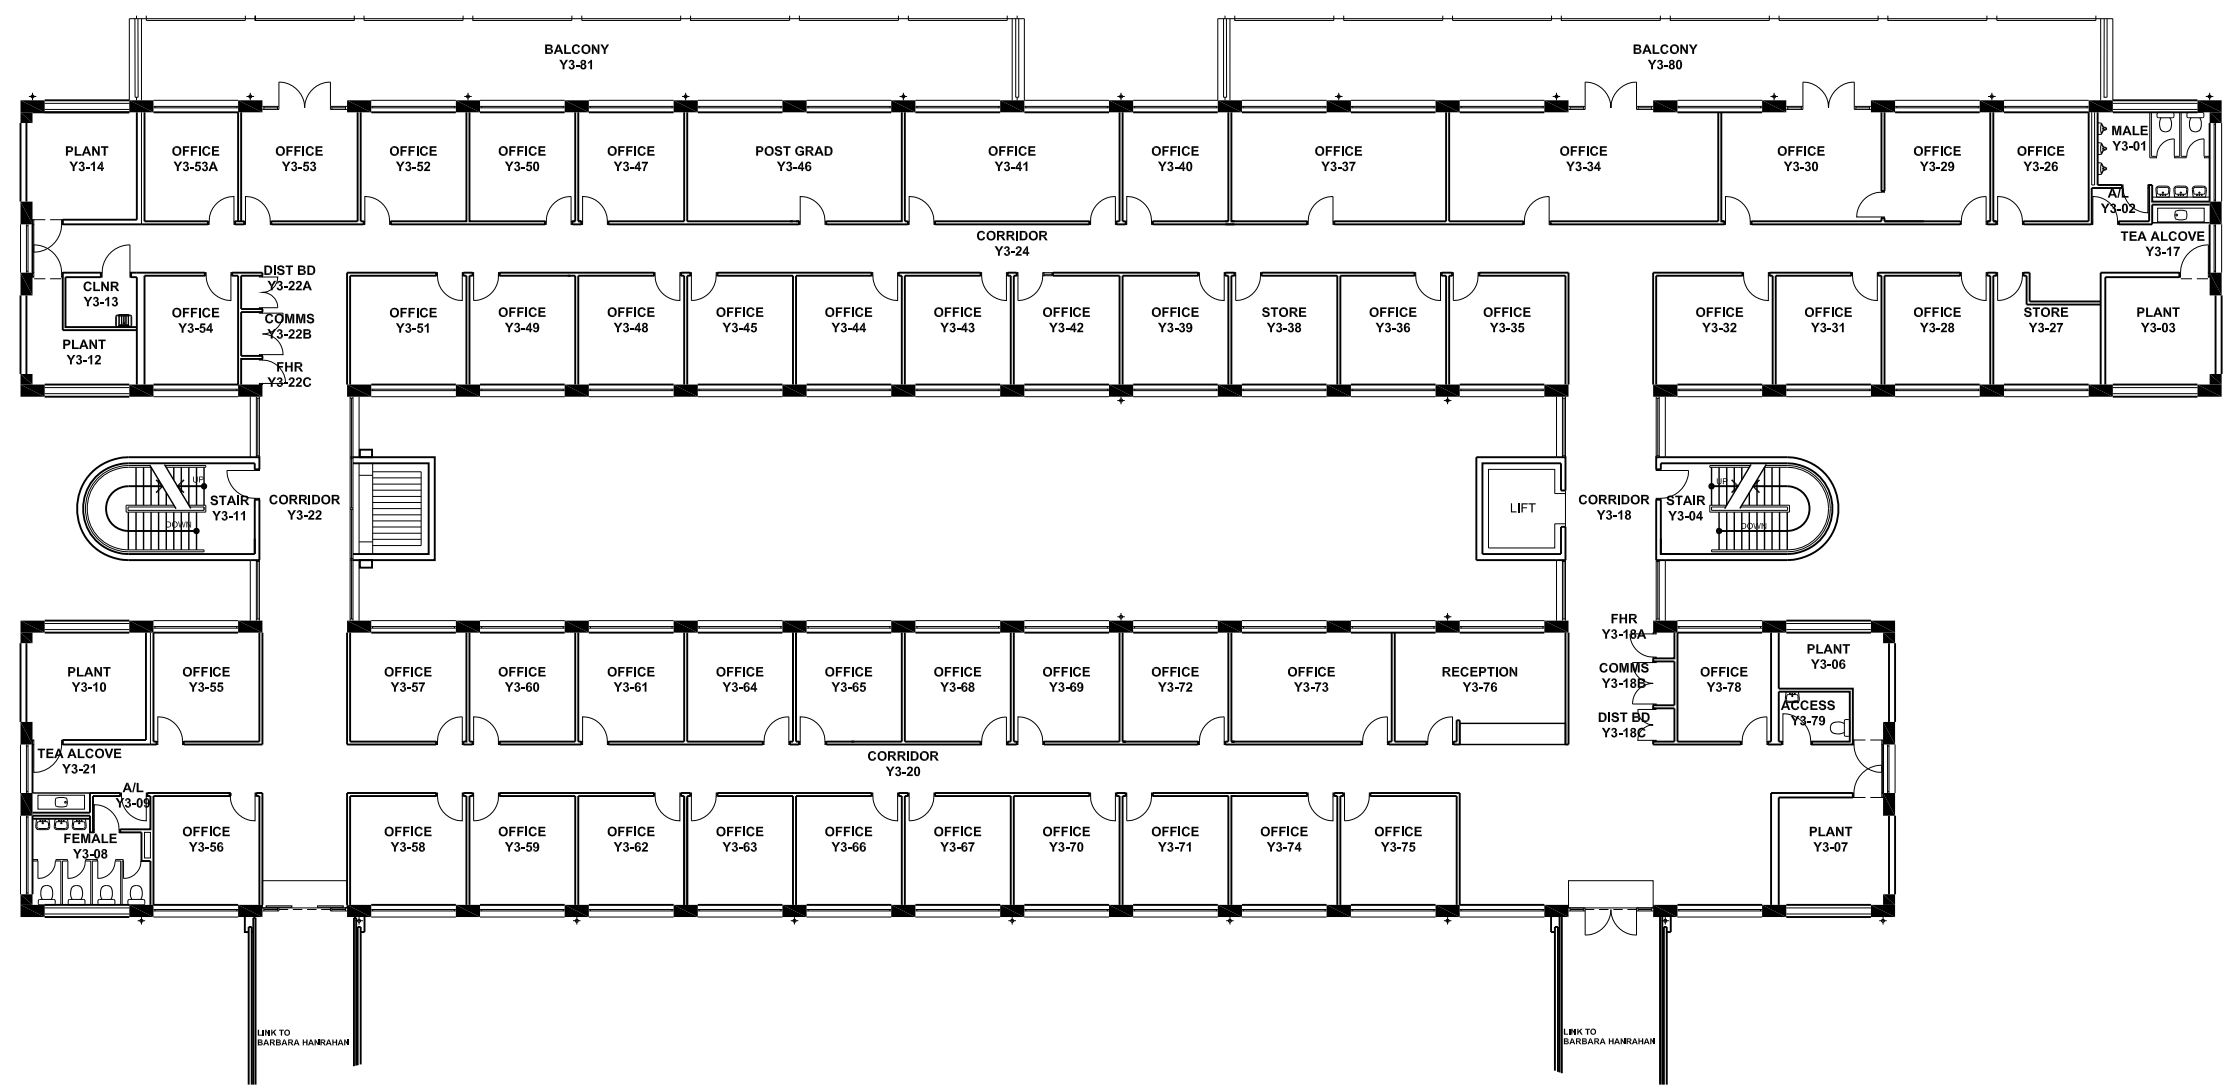 BALCONY
Y3-81
BALCONY
Y3-80
PLANT
Y3-14
OFFICE
Y3-53A
OFFICE
Y3-53
OFFICE
Y3-52
OFFICE
Y3-50
OFFICE
Y3-47
POST GRAD
Y3-46
OFFICE
Y3-41
OFFICE
Y3-40
OFFICE
Y3-37
OFFICE
Y3-34
OFFICE
Y3-30
OFFICE
Y3-29
OFFICE
Y3-26
MALE
Y3-01
A/L
Y3-02
CORRIDOR
Y3-24
TEA ALCOVE
Y3-17
CLNR
Y3-13
PLANT
Y3-12
OFFICE
Y3-54
DIST BD
Y3-22A
COMMS
Y3-22B
FHR
Y3-22C
OFFICE
Y3-51
OFFICE
Y3-49
OFFICE
Y3-48
OFFICE
Y3-45
OFFICE
Y3-44
OFFICE
Y3-43
OFFICE
Y3-42
OFFICE
Y3-39
STORE
Y3-38
OFFICE
Y3-36
OFFICE
Y3-35
OFFICE
Y3-32
OFFICE
Y3-31
OFFICE
Y3-28
STORE
Y3-27
PLANT
Y3-03
UP
STAIR
Y3-11
DOWN
CORRIDOR
Y3-22
LIFT
CORRIDOR
Y3-18
STAIR
Y3-04
UP
DOWN
PLANT
Y3-10
OFFICE
Y3-55
OFFICE
Y3-57
OFFICE
Y3-60
OFFICE
Y3-61
OFFICE
Y3-64
OFFICE
Y3-65
OFFICE
Y3-68
OFFICE
Y3-69
OFFICE
Y3-72
OFFICE
Y3-73
RECEPTION
Y3-76
FHR
Y3-18A
COMMS
Y3-18B
DIST BD
Y3-18C
OFFICE
Y3-78
PLANT
Y3-06
ACCESS
Y3-79
TEA ALCOVE
Y3-21
CORRIDOR
Y3-20
A/L
Y3-09
FEMALE
Y3-08
OFFICE
Y3-56
OFFICE
Y3-58
OFFICE
Y3-59
OFFICE
Y3-62
OFFICE
Y3-63
OFFICE
Y3-66
OFFICE
Y3-67
OFFICE
Y3-70
OFFICE
Y3-71
OFFICE
Y3-74
OFFICE
Y3-75
PLANT
Y3-07
LINK TO
BARBARA HANRAHAN
LINK TO
BARBARA HANRAHAN